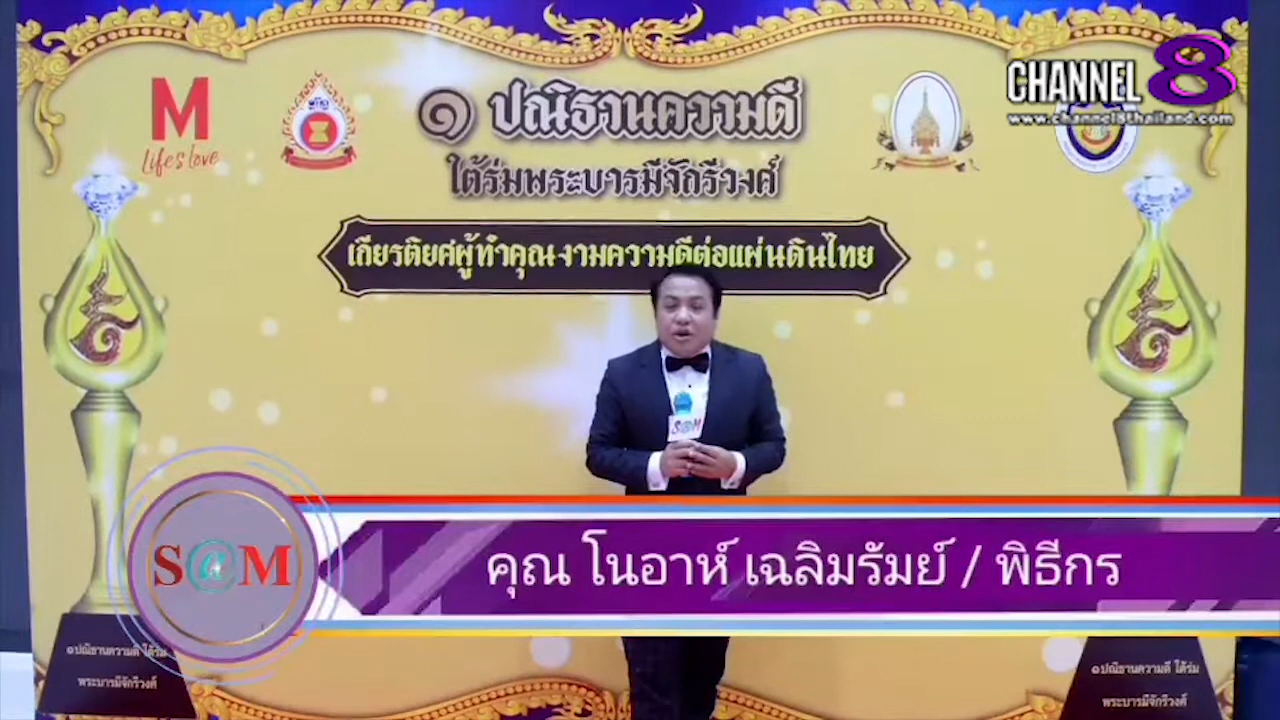 CHANNEL 8
www.channel8thailand.com
M
Life's love
๑ ปณิธานความดี
ใต้ร่มพระบารมีจักรีวงศ์
เกียรติยศผู้ทำคุณงามความดีต่อแผ่นดินไทย
S@M
S@M
คุณ โนอาห์ เฉลิมรัมย์ / พิธีกร
๑ปณิธานความดี ใต้ร่ม
พระบารมีจักรีวงศ์
๑ปณิธานความดี ใต้ร่ม
พระบารมีจักรีวงศ์